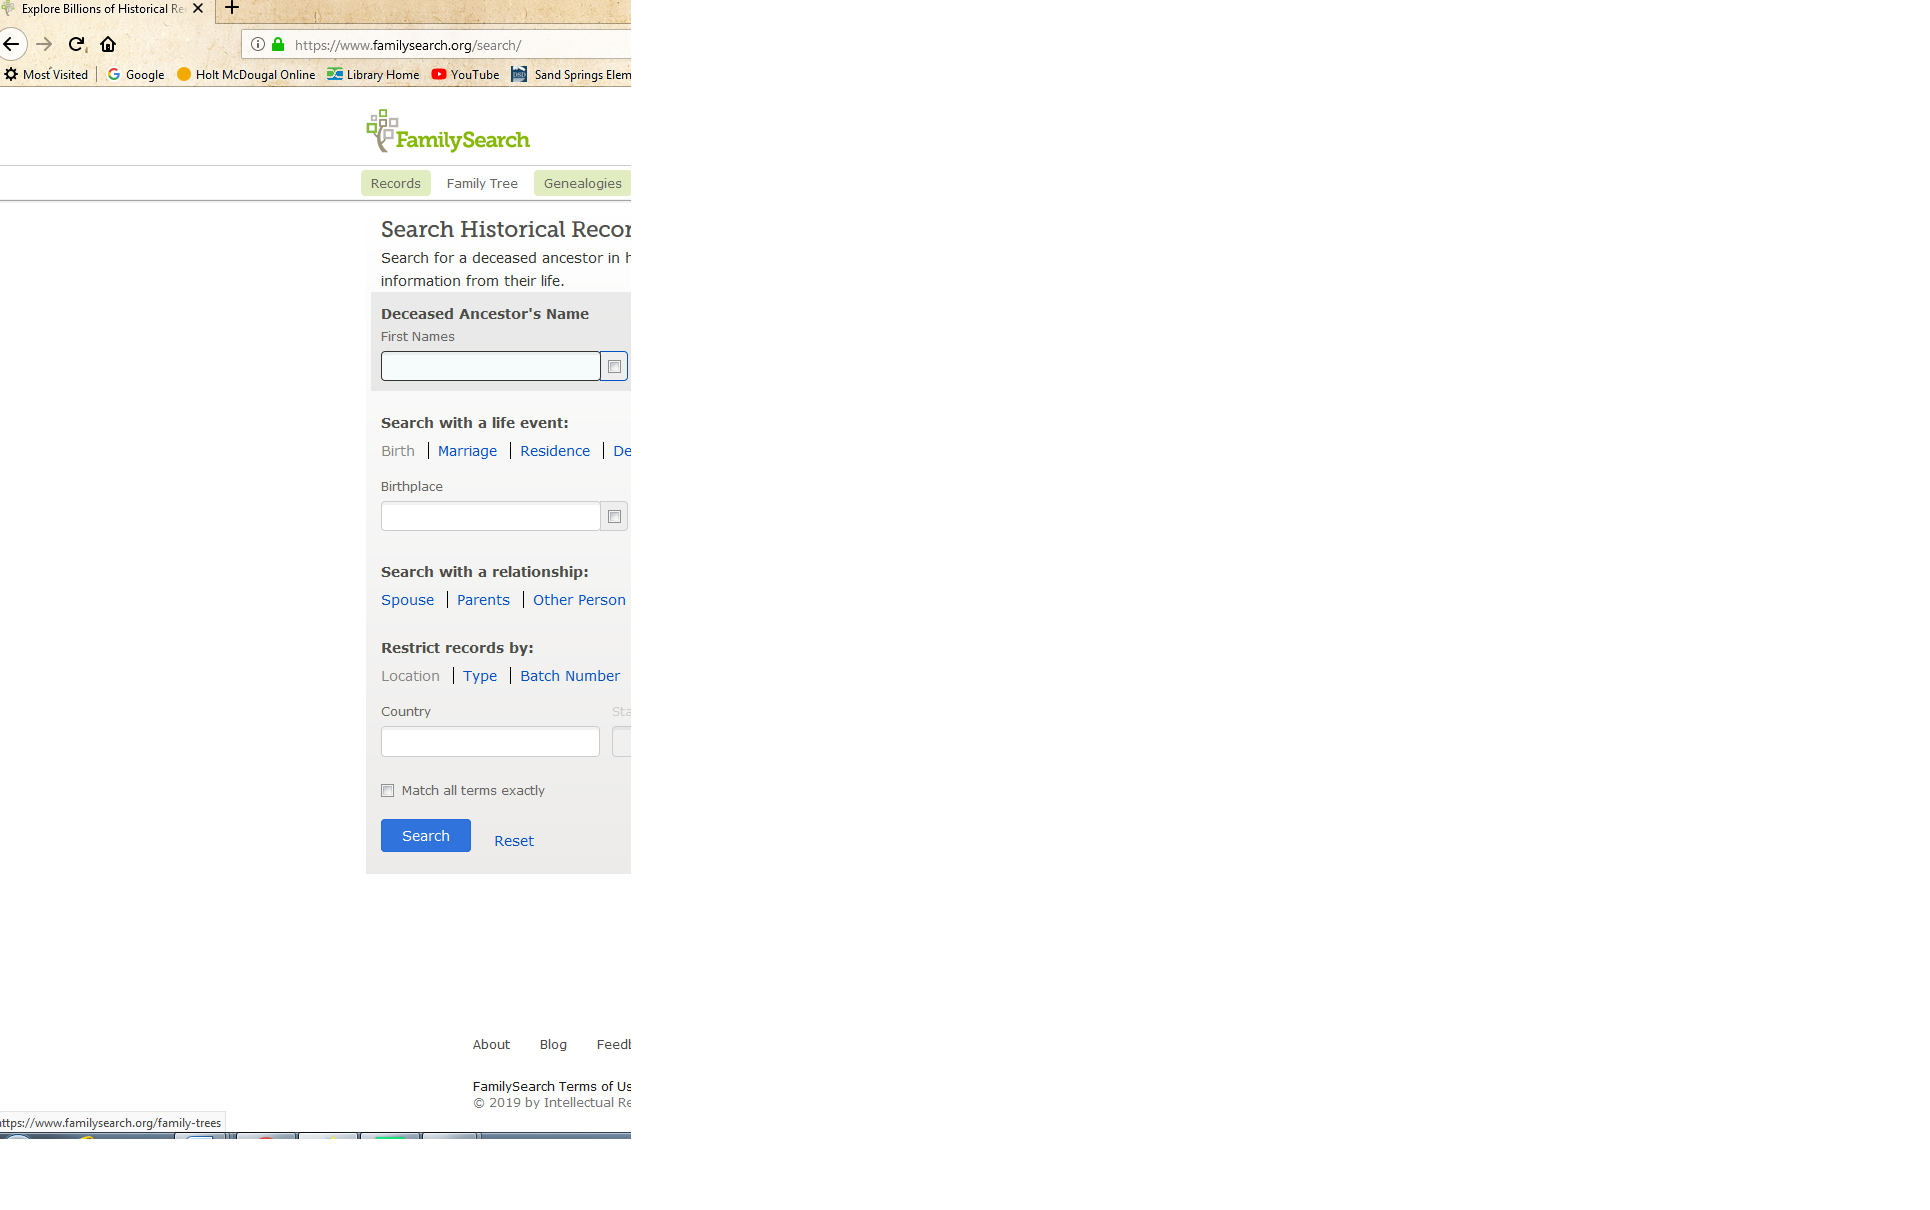 Explore Billions of Historical Re
https://www.familysearch.org/search/
Most Visited Google Holt McDougal Online Library Home YouTube DSD Sand Springs Elem
FamilySearch
Records Family Tree Genealogies
Search Historical Recor
Search for a deceased ancestor in h
information from their life.
Deceased Ancestor's Name
First Names
Search with a life event:
Birth Marriage Residence De
Birthplace
Search with a relationship:
Spouse Parents Other Person
Restrict records by:
Location Type Batch Number
Country Sta
Match all terms exactly
Search Reset
About Blog Feedb
FamilySearch Terms of Us
© 2019 by Intellectual Re
https://www.familysearch.org/family-trees